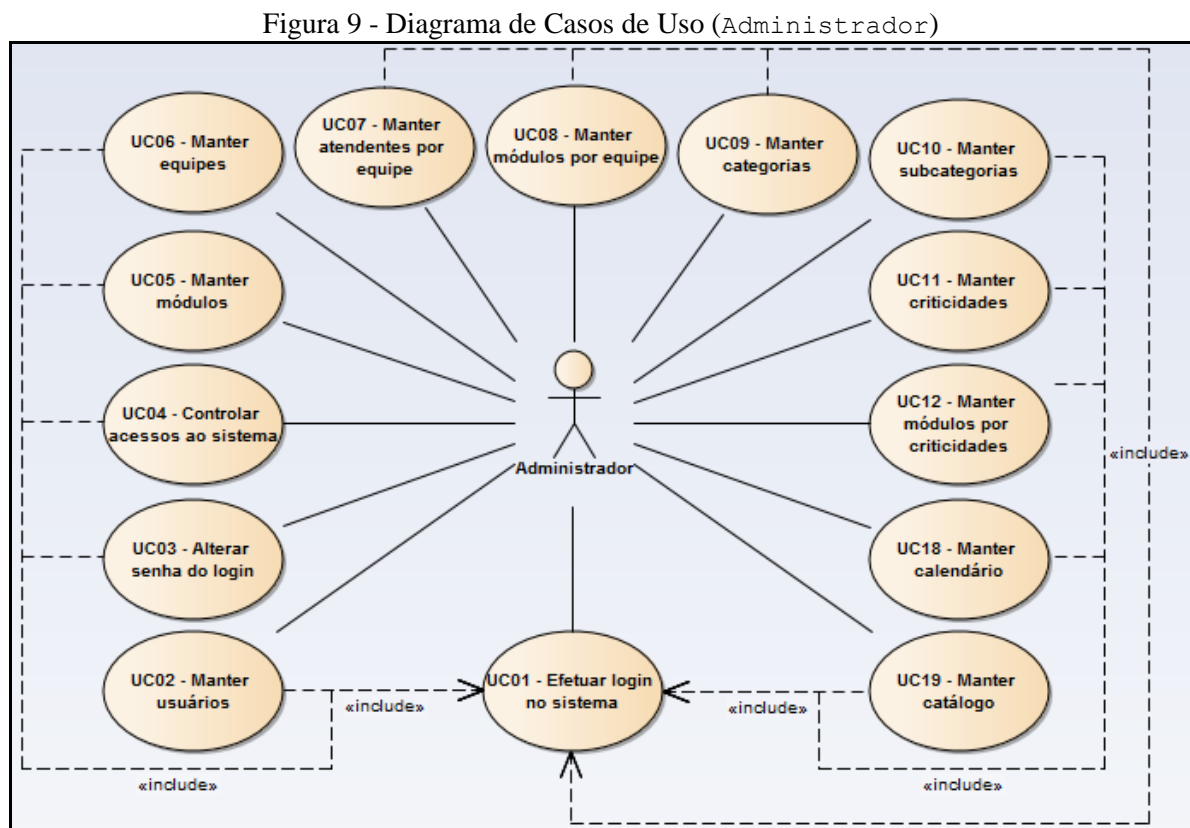 Figura 9 - Diagrama de Casos de Uso (Administrador)
UC06 - Manter
equipes
UC07 - Manter
atendentes por
equipe
UC08 - Manter
módulos por equipe
UC09 - Manter
categorias
UC10 - Manter
subcategorias
UC05 - Manter
módulos
UC11 - Manter
criticidades
UC04 - Controlar
acessos ao sistema
UC12 - Manter
módulos por
criticidades
«include»
Administrador
UC03 - Alterar
senha do login
UC18 - Manter
calendário
UC02 - Manter
usuários
«include»
UC01 - Efetuar login
no sistema
«include»
UC19 - Manter
catálogo
«include»
«include»